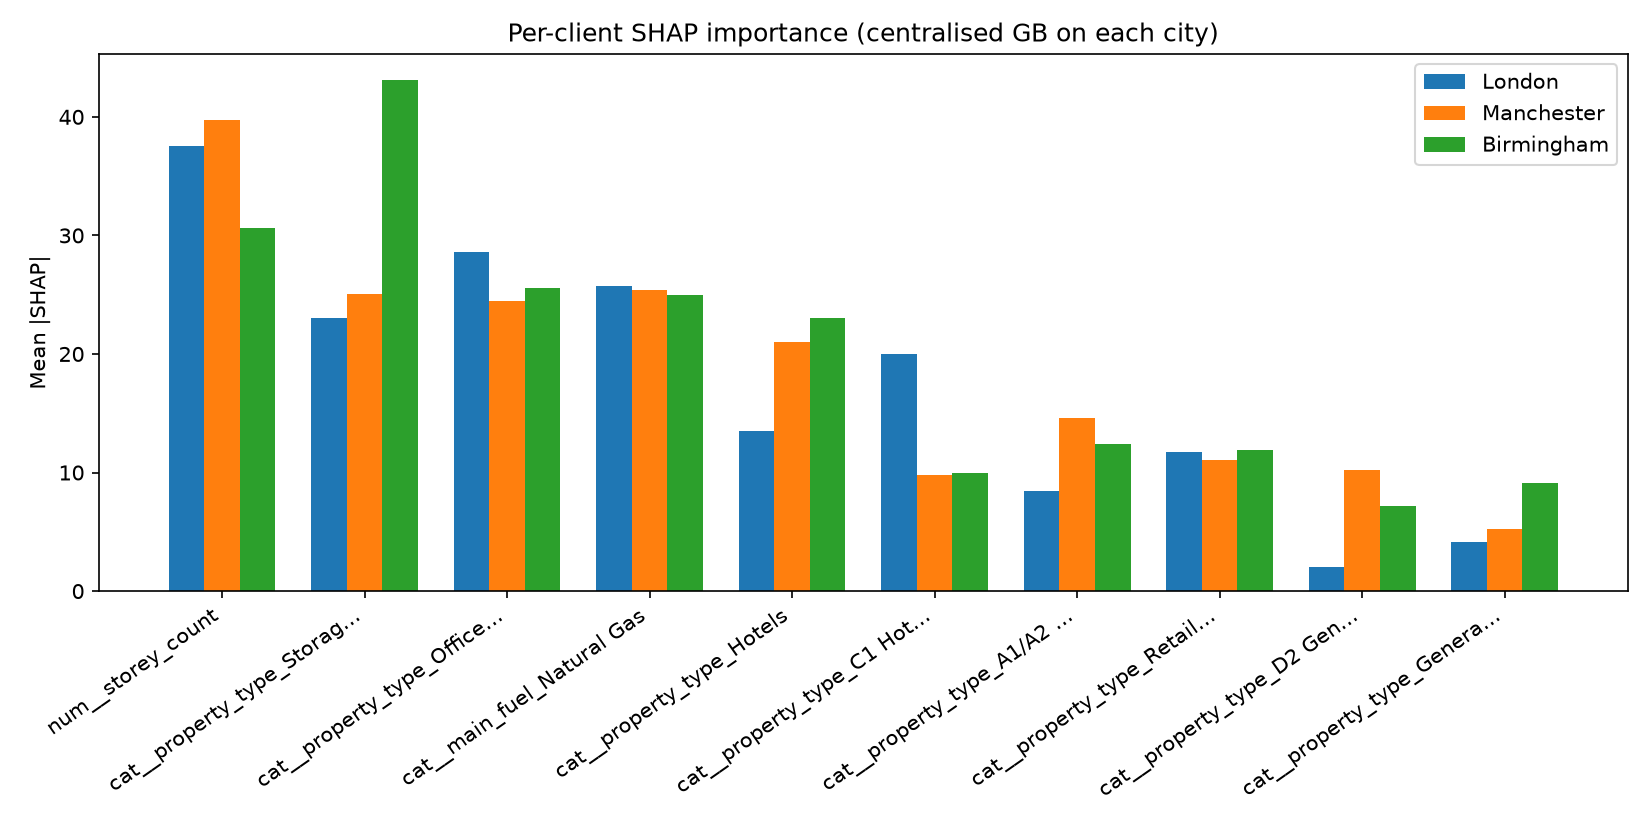 Per-client SHAP importance (centralised GB on each city)
London
Manchester
Birmingham
Mean |SHAP|
40
30
20
10
0
num__storey_count
cat__property_type_Storag...
cat__property_type_Office...
cat__main_fuel_Natural Gas
cat__property_type_Hotels
cat__property_type_C1 Hot...
cat__property_type_A1/A2 ...
cat__property_type_Retail...
cat__property_type_D2 Gen...
cat__property_type_Genera...